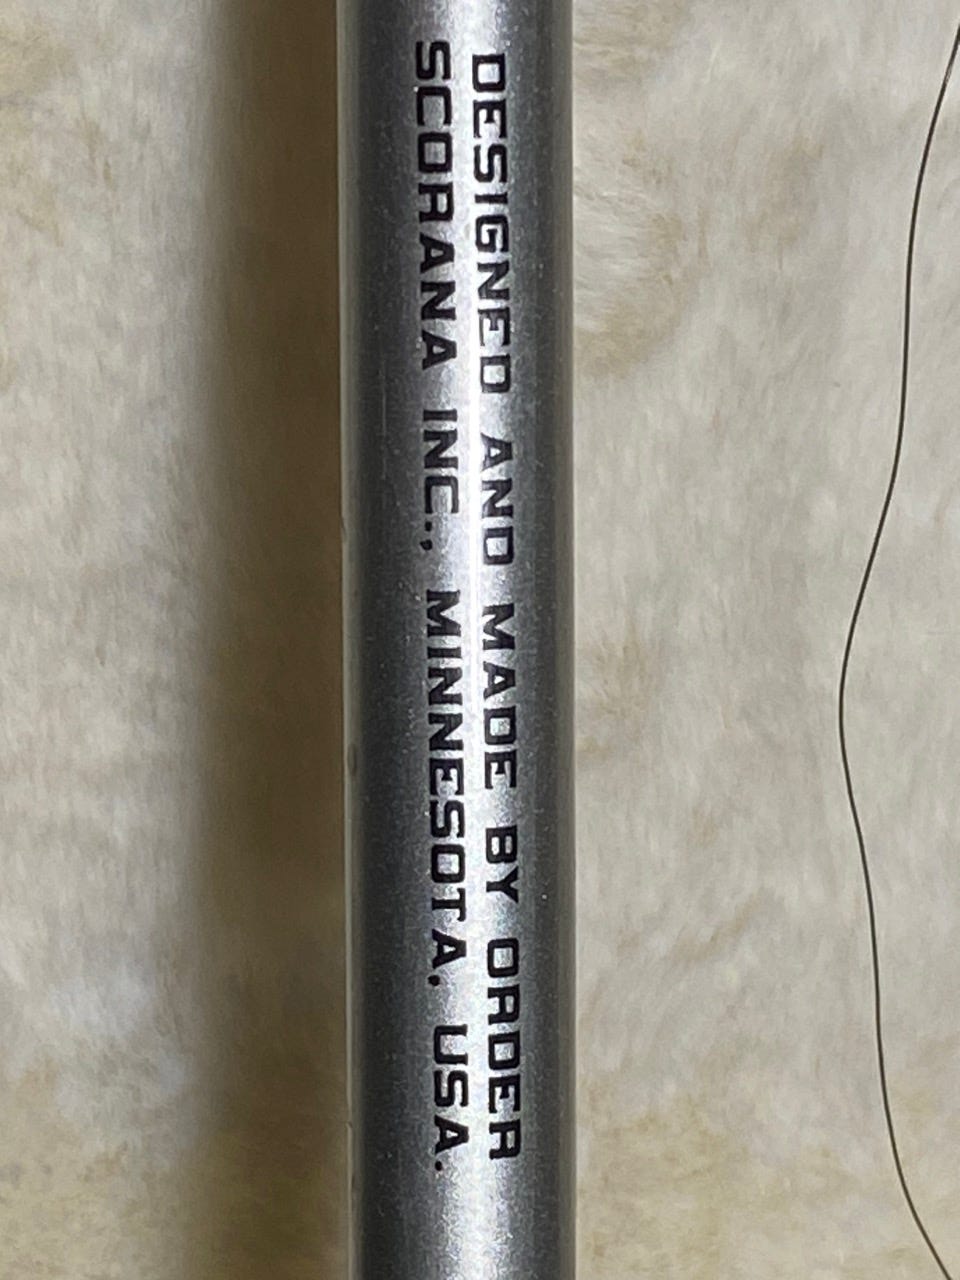 DESIGNED AND MADE BY ORDER
SCORANA INC., MINNESOTA. USA.